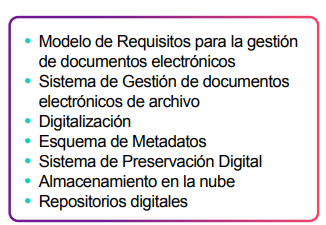 • Modelo de Requisitos para la gestión
de documentos electrónicos
• Sistema de Gestión de documentos
electrónicos de archivo
• Digitalización
• Esquema de Metadatos
• Sistema de Preservación Digital
• Almacenamiento en la nube
• Repositorios digitales